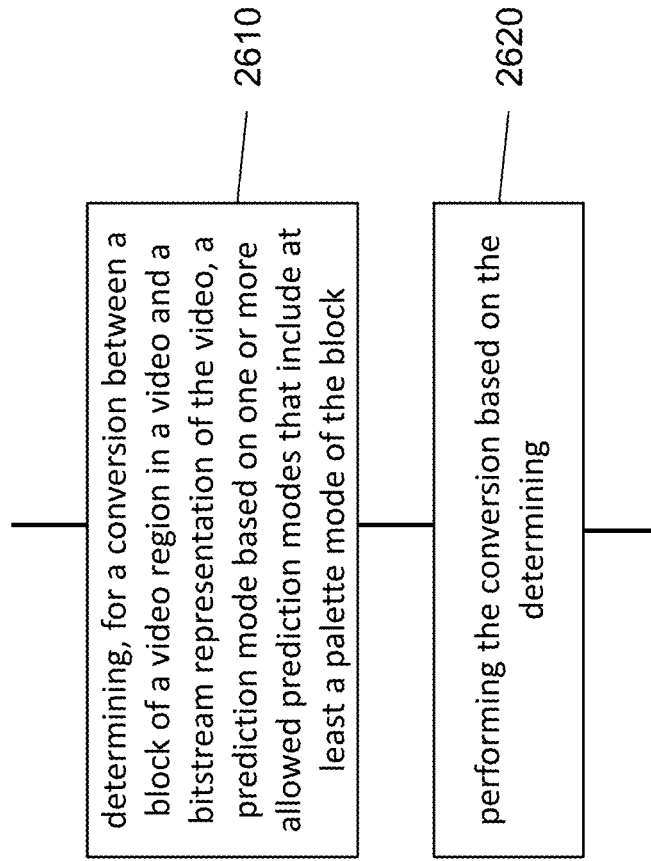 determining, for a conversion between a
block of a video region in a video and a
bitstream representation of the video, a
prediction mode based on one or more
allowed prediction modes that include at
least a palette mode of the block
2610
performing the conversion based on the
determining
2620